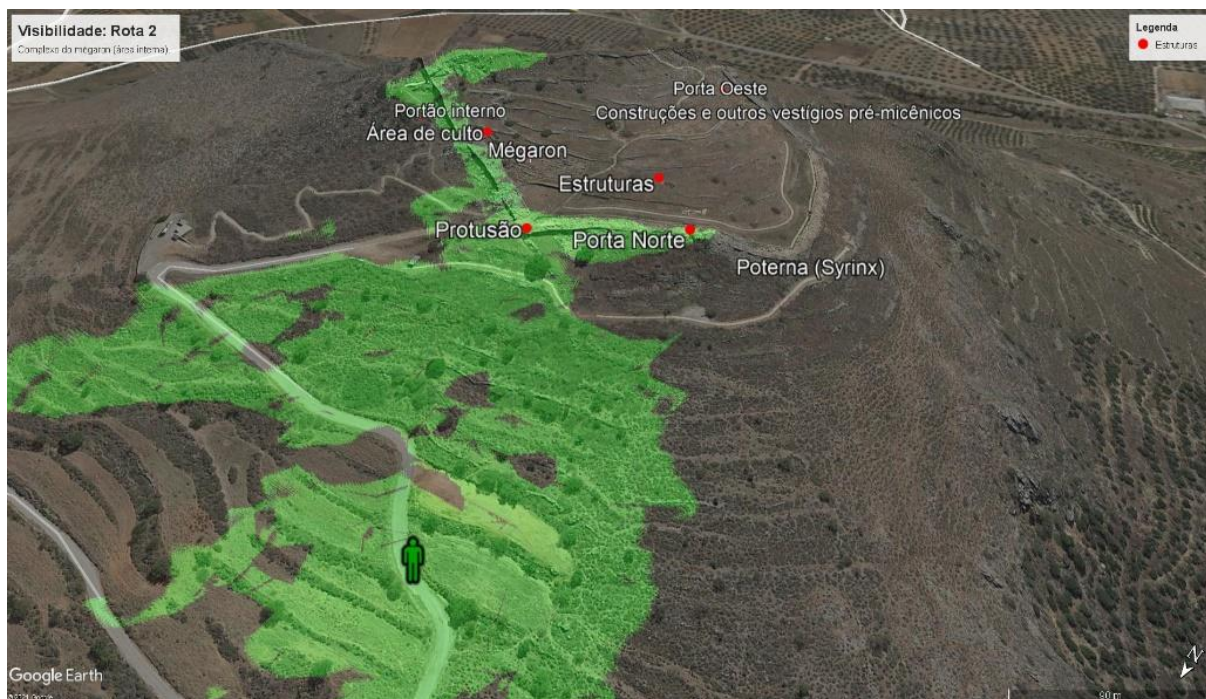 Visibilidade: Rota 2
Complexo do mégaron (área interna)
Legenda
Estruturas
Porta Oeste
Construções e outros vestígios pré-micênicos
Portão interno
Área de culto
Mégaron
Estruturas
Protusão
Porta Norte
Poterna (Syrinx)
N
Google Earth
90 m